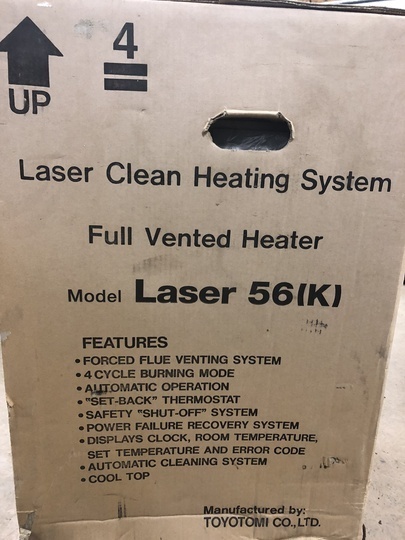 4
UP
Laser Clean Heating System
Full Vented Heater
Model Laser 56(K)
FEATURES
• FORCED FLUE VENTING SYSTEM
• 4 CYCLE BURNING MODE
• AUTOMATIC OPERATION
• "SET-BACK" THERMOSTAT
• SAFETY "SHUT-OFF" SYSTEM
• POWER FAILURE RECOVERY SYSTEM
• DISPLAYS CLOCK, ROOM TEMPERATURE,
SET TEMPERATURE AND ERROR CODE
• AUTOMATIC CLEANING SYSTEM
• COOL TOP
Manufactured by:
TOYOTOMI CO., LTD.